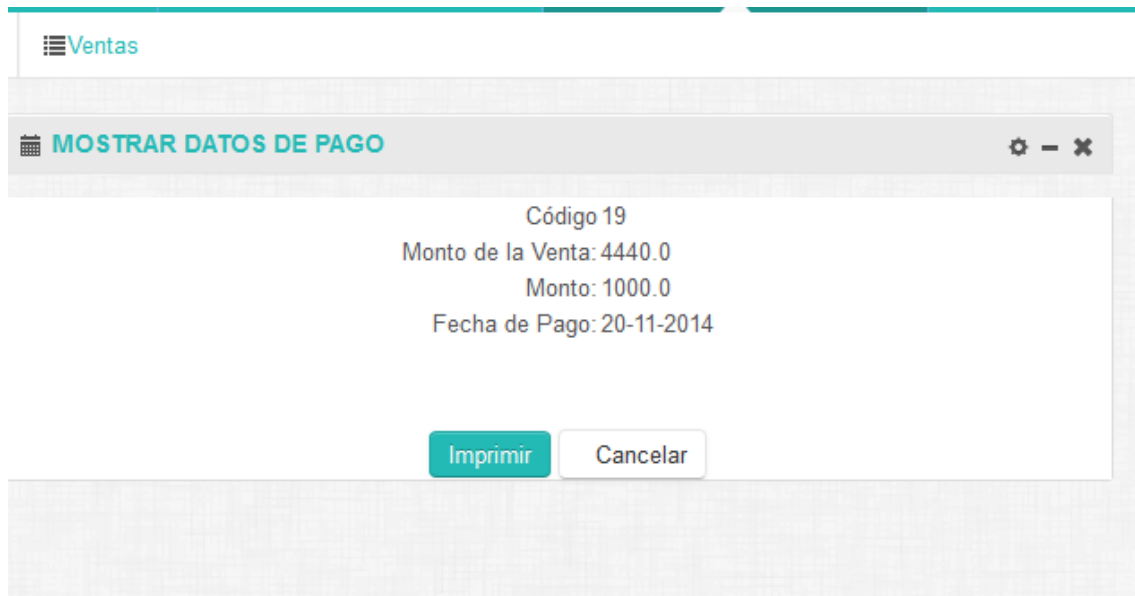 Ventas
MOSTRAR DATOS DE PAGO
Código 19
Monto de la Venta: 4440.0
Monto: 1000.0
Fecha de Pago: 20-11-2014
Imprimir Cancelar